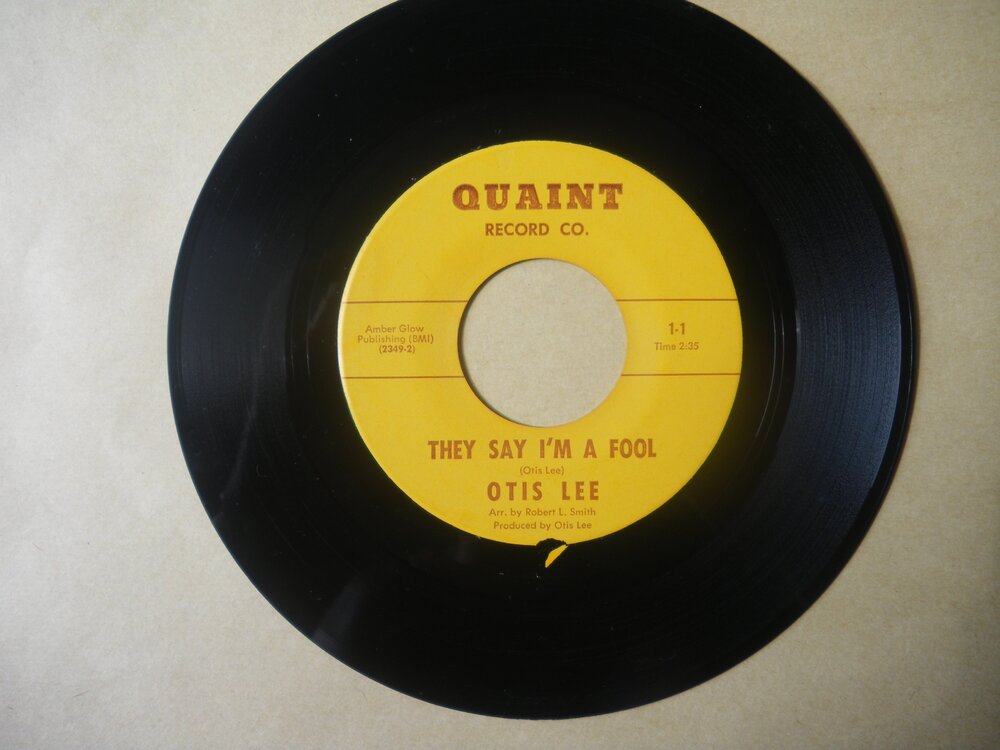 QUAINT
RECORD CO.
Amber Glow
Publishing (BMI)
(2349-2)
1-1
Time 2:35
THEY SAY I'M A FOOL
(Otis Lee)
OTIS LEE
Arr. by Robert L. Smith
Produced by Otis Lee